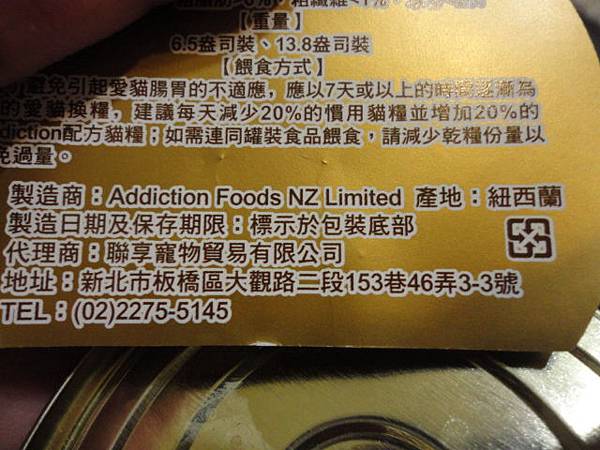 【重量】
6.5盎司裝、13.8盎司裝
【餵食方式】
避免引起愛貓腸胃的不適應，應以7天或以上的時間逐漸為
的愛貓換糧，建議每天減少20%的慣用貓糧並增加20%的
diction配方貓糧；如需連同罐裝食品餵食，請減少乾糧份量以
免過量。
製造商：Addiction Foods NZ Limited 產地：紐西蘭
製造日期及保存期限：標示於包裝底部
代理商：聯享寵物貿易有限公司
地址：新北市板橋區大觀路二段153巷46弄3-3號
TEL：(02)2275-5145